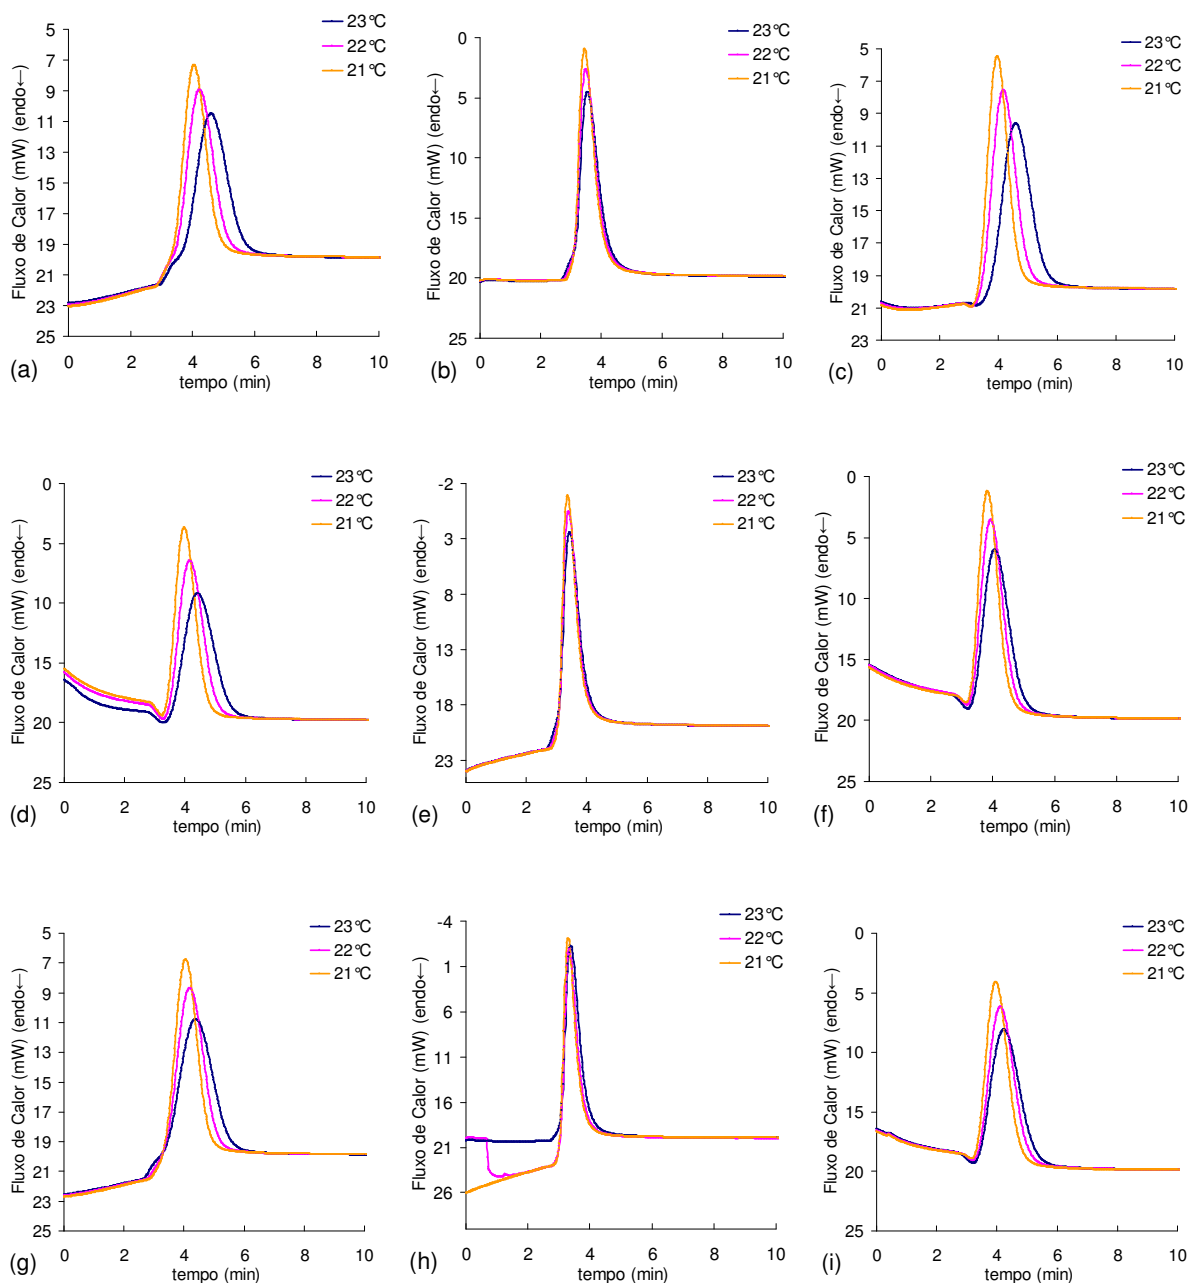 5
7
9
11
13
15
17
19
21
23
25
Fluxo de Calor (mW) (endo←)
23°C
22°C
21°C
0 2 4 6 8 10
tempo (min)
(a)
0
5
10
15
20
25
Fluxo de Calor (mW) (endo←)
23°C
22°C
21°C
0 2 4 6 8 10
tempo (min)
(b)
5
7
9
11
13
15
17
19
21
23
Fluxo de Calor (mW) (endo←)
23°C
22°C
21°C
0 2 4 6 8 10
tempo (min)
(c)
0
5
10
15
20
25
Fluxo de Calor (mW) (endo←)
23°C
22°C
21°C
0 2 4 6 8 10
tempo (min)
(d)
-2
3
8
13
18
23
Fluxo de Calor (mW) (endo←)
23°C
22°C
21°C
0 2 4 6 8 10
tempo (min)
(e)
0
5
10
15
20
25
Fluxo de Calor (mW) (endo←)
23°C
22°C
21°C
0 2 4 6 8 10
tempo (min)
(f)
5
7
9
11
13
15
17
19
21
23
25
Fluxo de Calor (mW) (endo←)
23°C
22°C
21°C
0 2 4 6 8 10
tempo (min)
(g)
-4
1
6
11
16
21
26
Fluxo de Calor (mW) (endo←)
23°C
22°C
21°C
0 2 4 6 8 10
tempo (min)
(h)
0
5
10
15
20
25
Fluxo de Calor (mW) (endo←)
23°C
22°C
21°C
0 2 4 6 8 10
tempo (min)
(i)